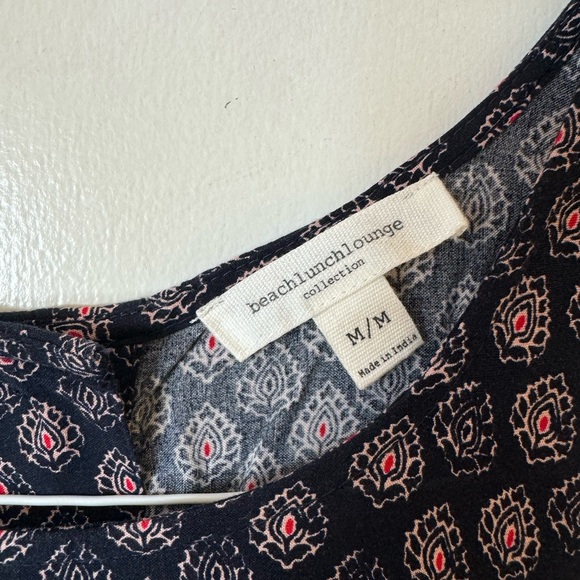 beachlunchlounge
collection
M/M
Made in India